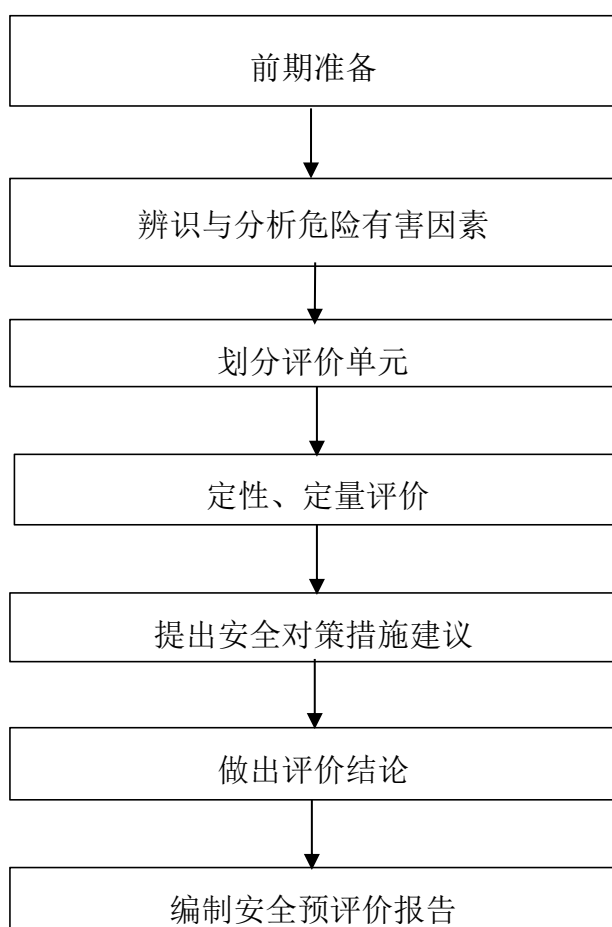 前期准备
辨识与分析危险有害因素
划分评价单元
定性、定量评价
提出安全对策措施建议
做出评价结论
编制安全预评价报告